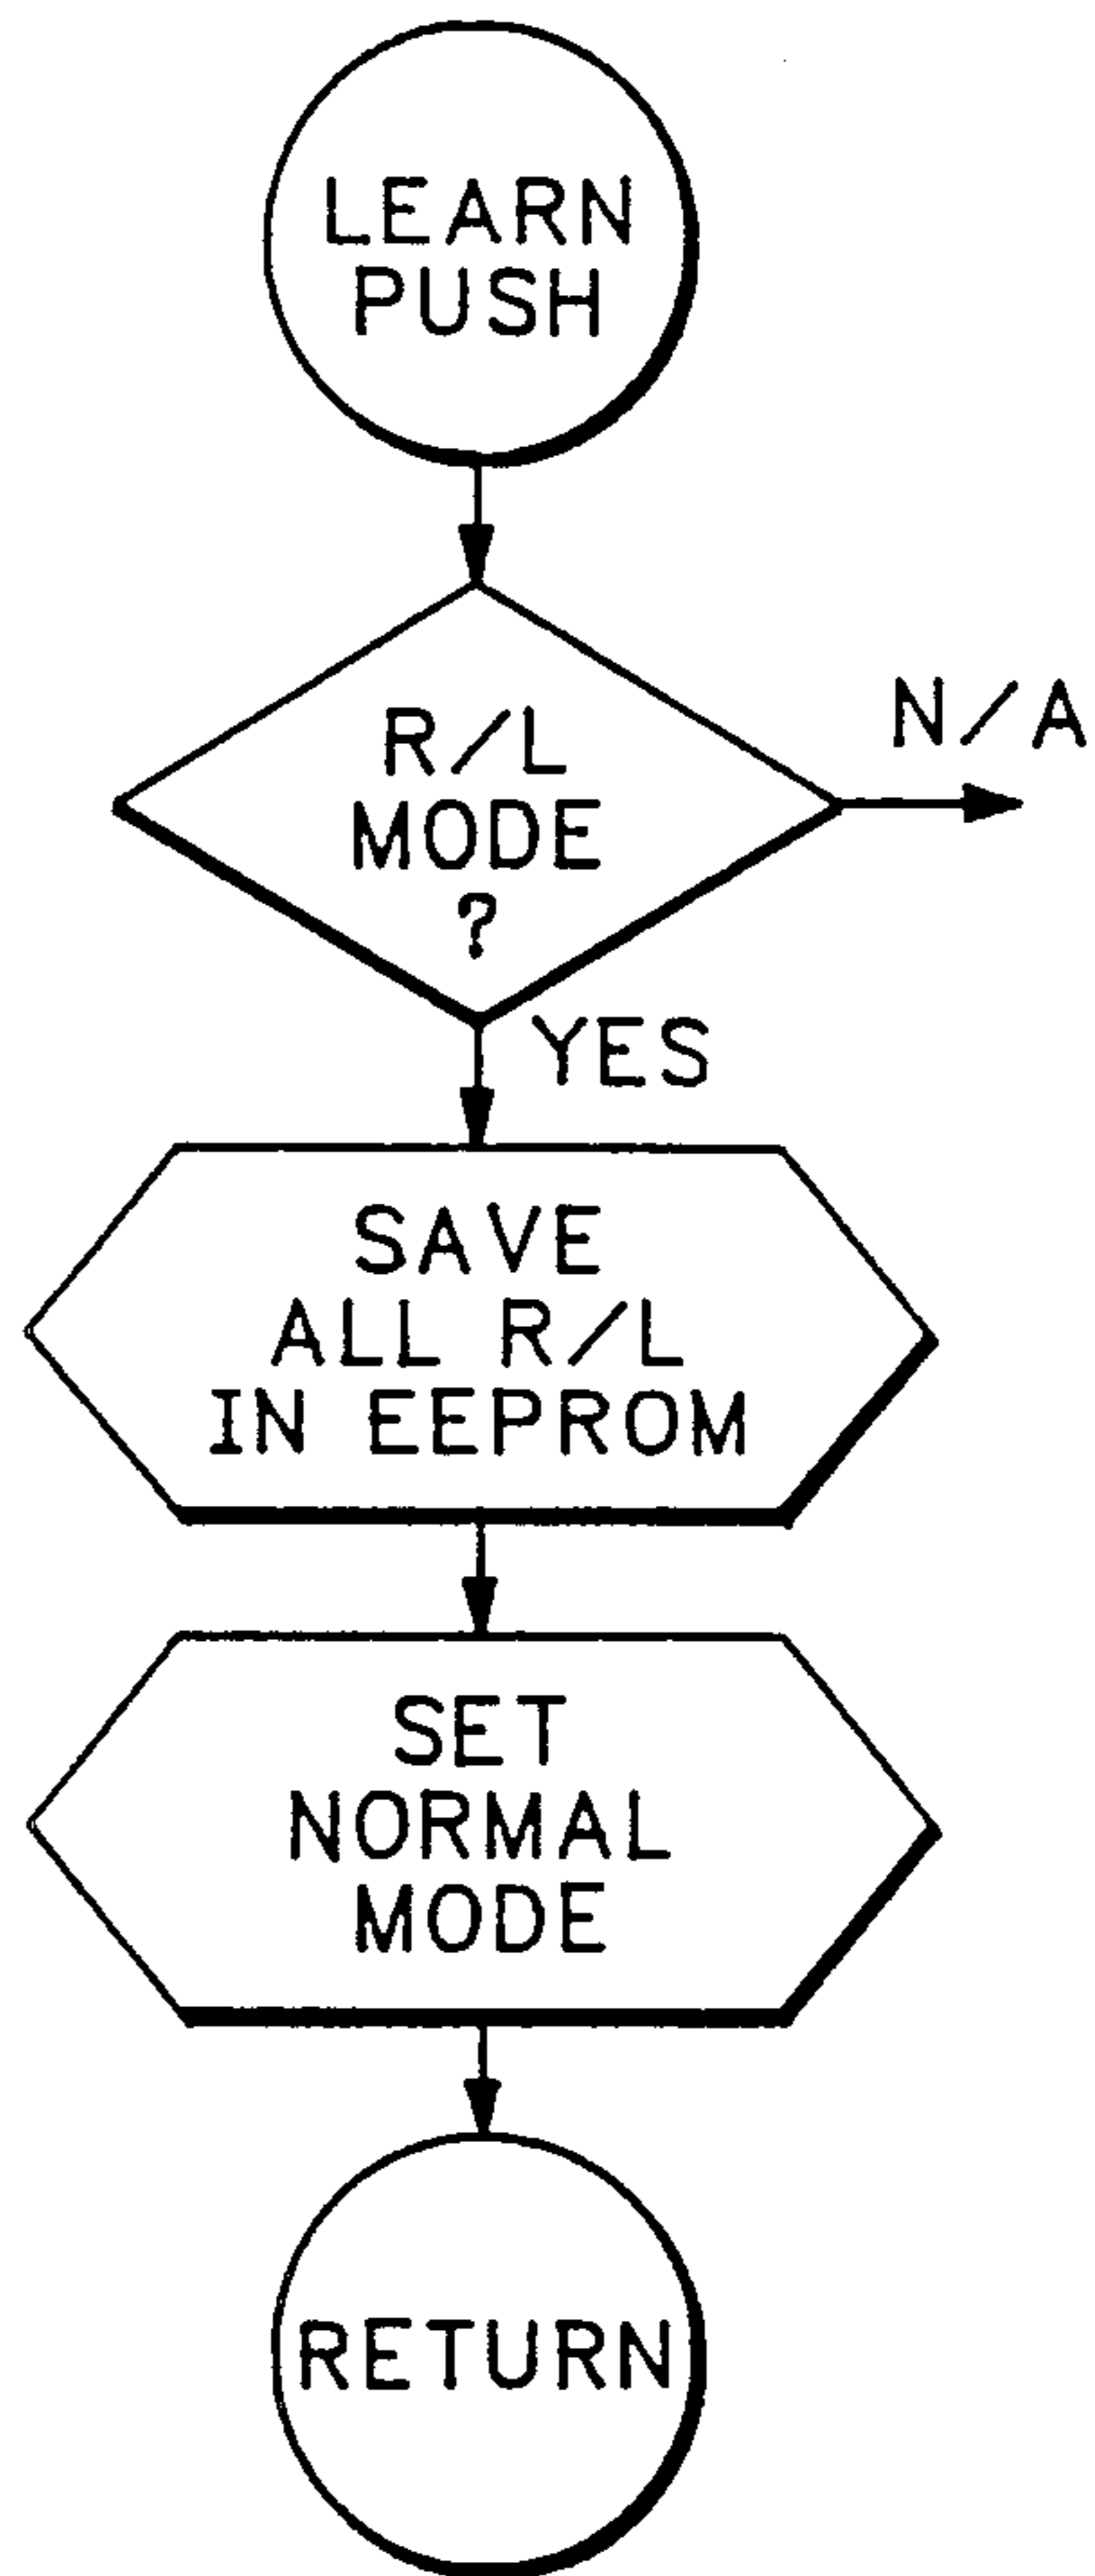 LEARN
PUSH
R/L
MODE
?
N/A
YES
SAVE
ALL R/L
IN EEPROM
SET
NORMAL
MODE
RETURN